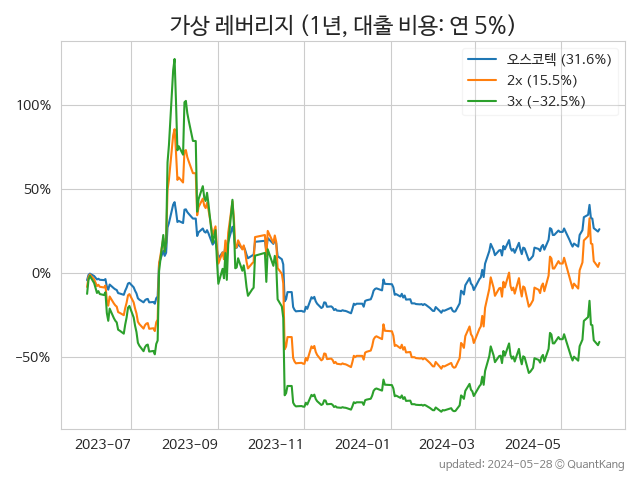 가상 레버리지 (1년, 대출 비용: 연 5%)
오스코텍 (31.6%)
2x (15.5%)
3x (−32.5%)
100%
50%
0%
−50%
2023-07 2023-09 2023-11 2024-01 2024-03 2024-05
updated: 2024-05-28 © QuantKang